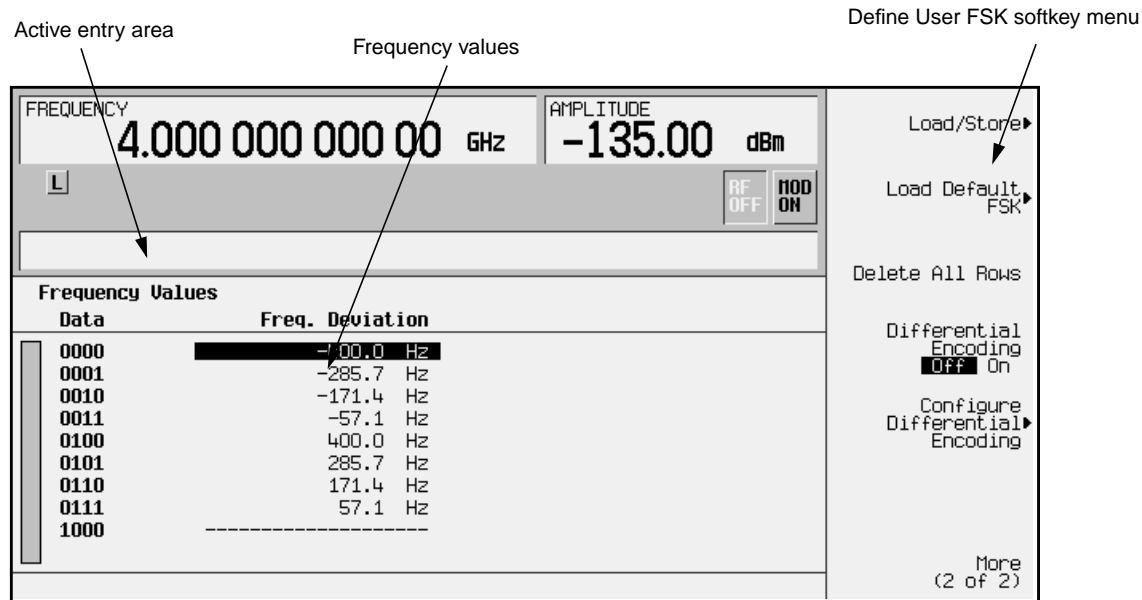 Active entry area
Frequency values
Define User FSK softkey menu
FREQUENCY
4.000 000 000 00 GHz
AMPLITUDE
-135.00 dBm
L
RF OFF
MOD ON
Load/Store
Load Default
FSK
Delete All Rows
Differential
Encoding
Off On
Configure
Differential
Encoding
More
(2 of 2)
Frequency Values
Data Freq. Deviation
0000 Hz
0001 -285.7 Hz
0010 -171.4 Hz
0011 -57.1 Hz
0100 400.0 Hz
0101 285.7 Hz
0110 171.4 Hz
0111 57.1 Hz
1000 --------------------